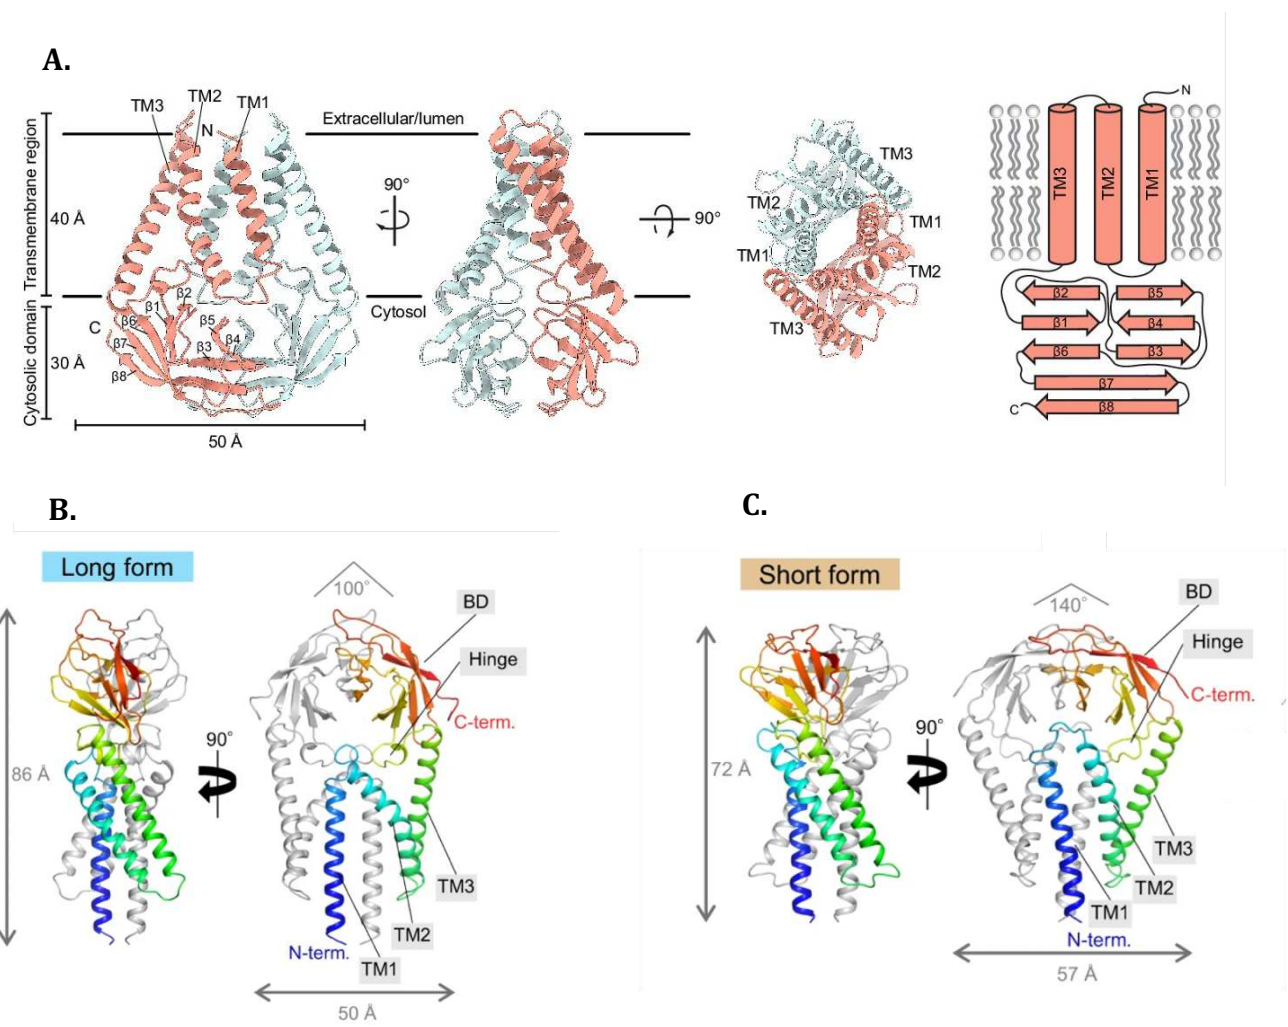 A.
TM3
TM2
TM1
N
Extracellular/lumen
Transmembrane region
40 Å
90°
Cytosol
Cytosolic domain
30 Å
C
β1
β2
β6
β5
β7
β3
β4
β8
50 Å
90°
TM3
TM2
TM1
TM1
TM2
TM3
N
TM3
TM2
TM1
β2
β5
β1
β4
β6
β3
β7
β8
C
B.
Long form
100°
BD
Hinge
C-term.
90°
86 Å
TM3
TM2
N-term.
TM1
50 Å
C.
Short form
140°
BD
Hinge
C-term.
90°
72 Å
TM3
TM2
TM1
N-term.
57 Å